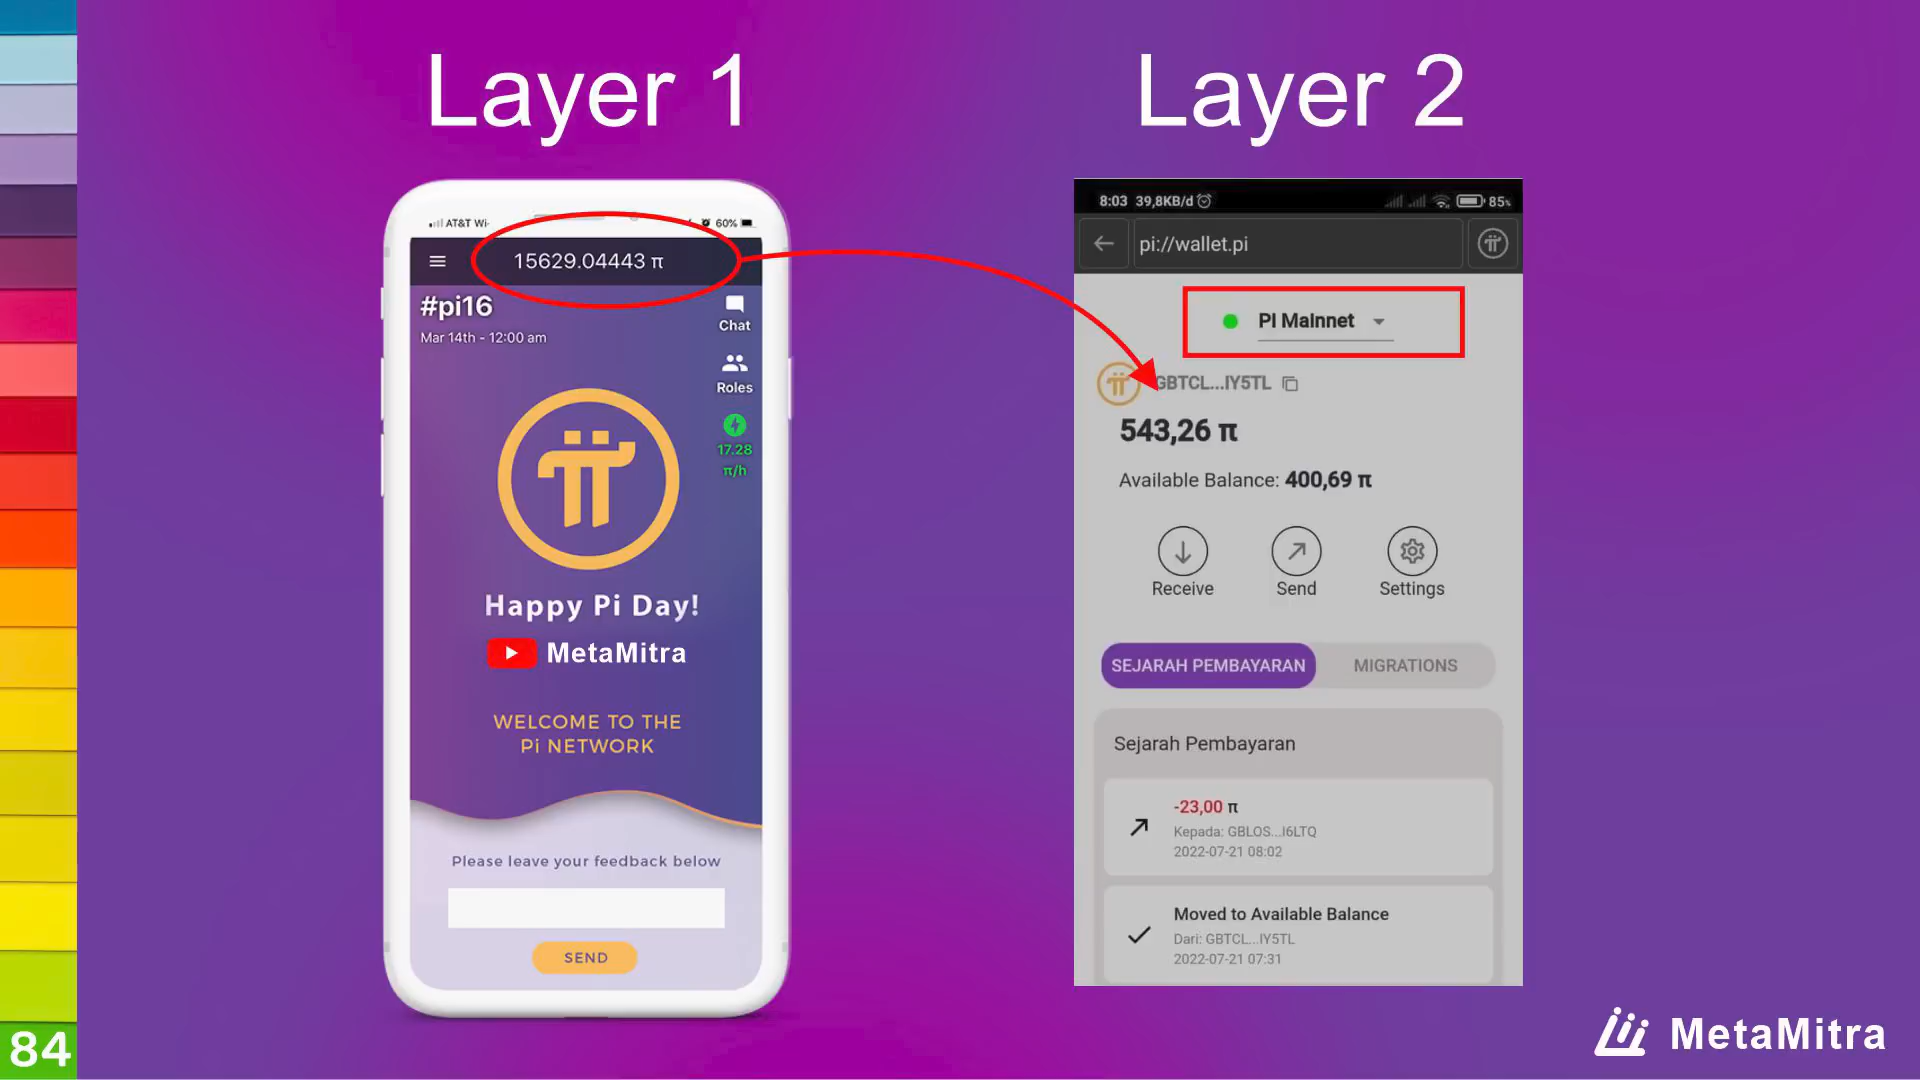 Layer 1
Layer 2
AT&T Wi-
60%
15629.04443 π
#pi16
Mar 14th - 12:00 am
Chat
Roles
17.28
π/h
Happy Pi Day!
MetaMitra
WELCOME TO THE
Pi NETWORK
Please leave your feedback below
SEND
8:03 39,8KB/d
85%
pi://wallet.pi
Pi Mainnet
GBTCL...IY5TL
543,26 π
Available Balance: 400,69 π
Receive
Send
Settings
SEJARAH PEMBAYARAN
MIGRATIONS
Sejarah Pembayaran
-23,00 π
Kepada: GBLOS...I6LTQ
2022-07-21 08:02
Moved to Available Balance
Dari: GBTCL...IY5TL
2022-07-21 07:31
84
MetaMitra